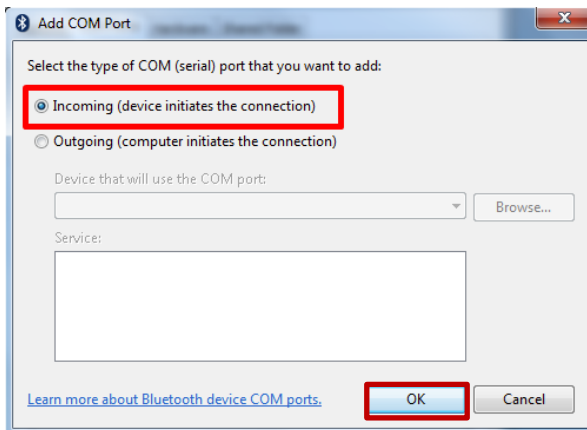 Add COM Port
Select the type of COM (serial) port that you want to add:
Incoming (device initiates the connection)
Outgoing (computer initiates the connection)
Device that will use the COM port:
Browse...
Service:
Learn more about Bluetooth device COM ports.
OK
Cancel